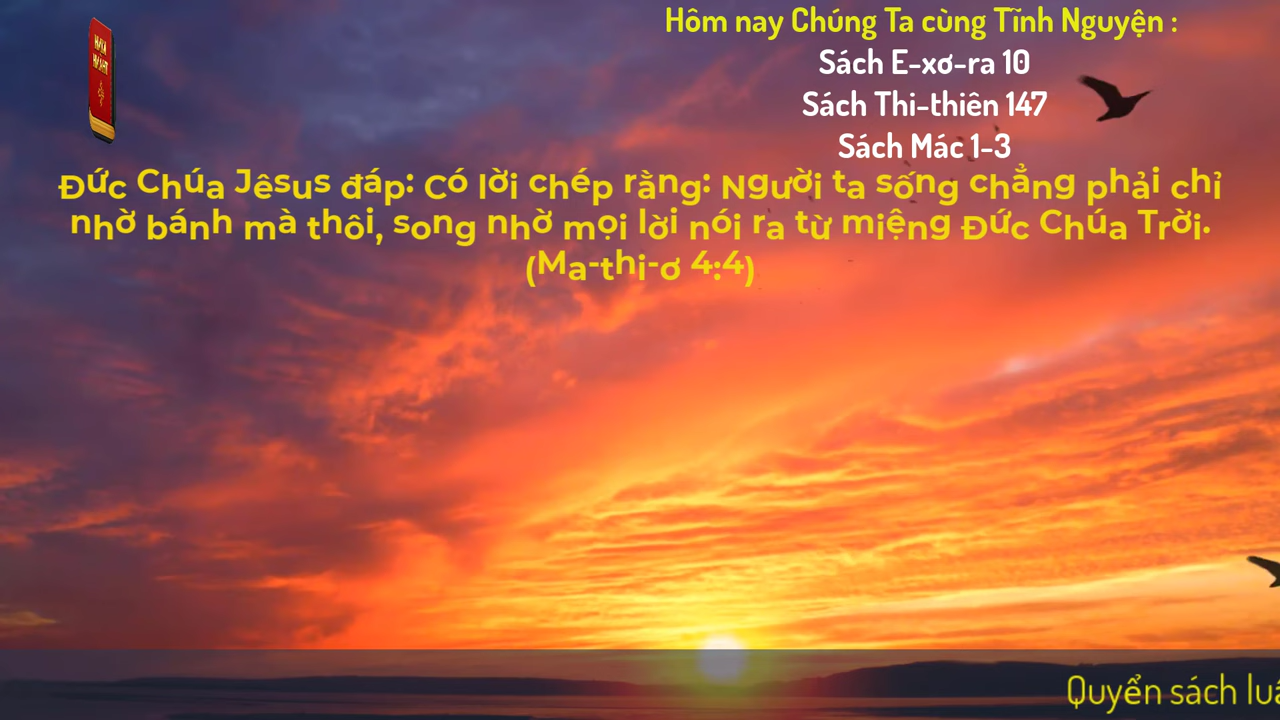 Hôm nay Chúng Ta cùng Tĩnh Nguyện :
Sách E-xơ-ra 10
Sách Thi-thiên 147
Sách Mác 1-3
Đức Chúa Jêsus đáp: Có lời chép rằng: Người ta sống chẳng phải chỉ
nhờ bánh mà thôi, song nhờ mọi lời nói ra từ miệng Đức Chúa Trời.
(Ma-thi-ơ 4:4)
Quyển sách